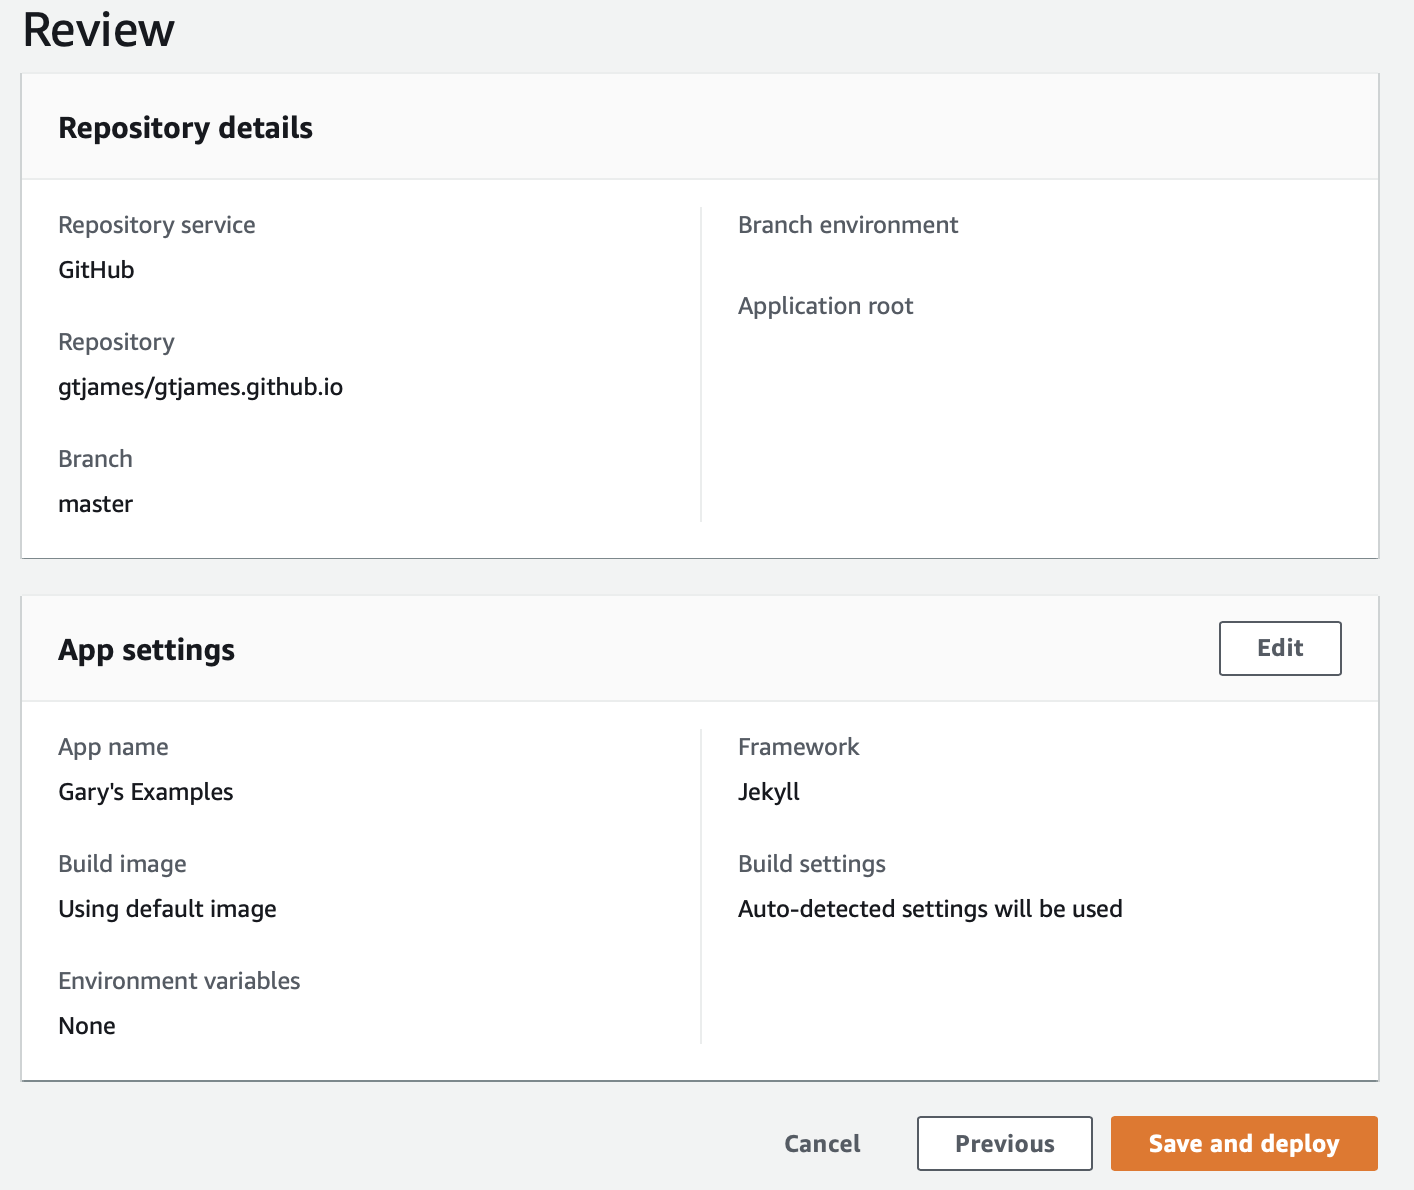 Review
Repository details
Repository service
GitHub
Repository
gtjames/gtjames.github.io
Branch
master
Branch environment
Application root
App settings
Edit
App name
Gary's Examples
Build image
Using default image
Environment variables
None
Framework
Jekyll
Build settings
Auto-detected settings will be used
Cancel
Previous
Save and deploy